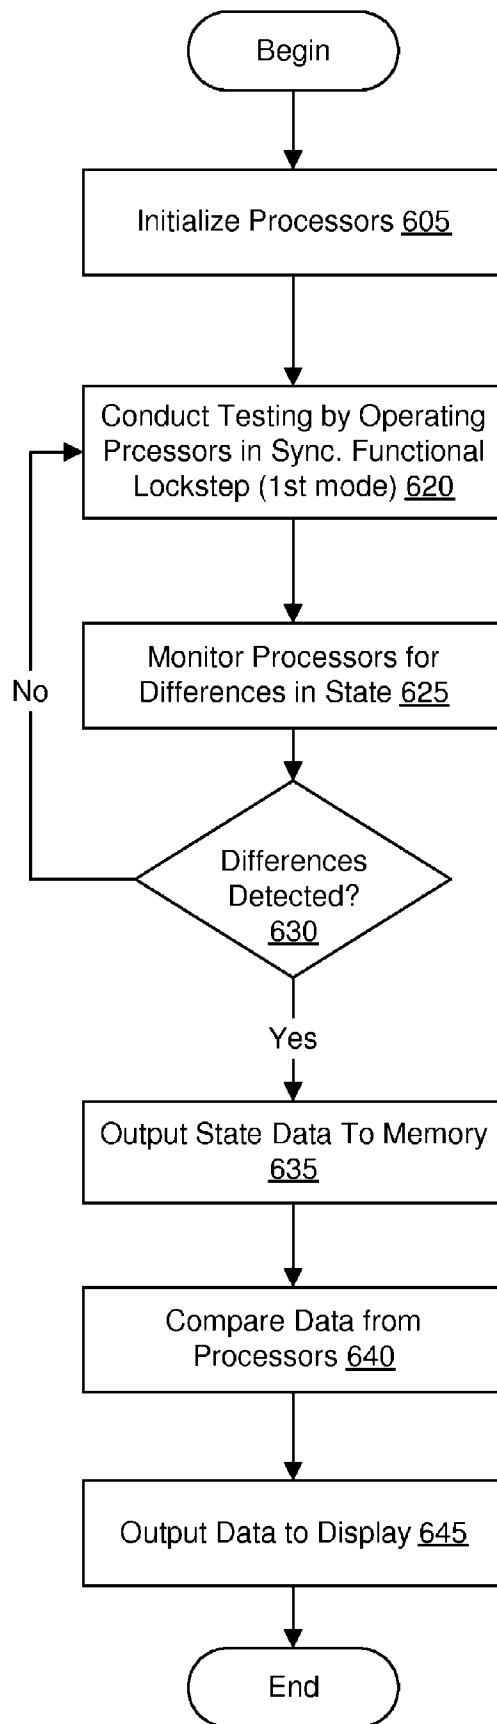 Begin
Initialize Processors 605
Conduct Testing by Operating
Prcessors in Sync. Functional
Lockstep (1st mode) 620
Monitor Processors for
Differences in State 625
No
Differences
Detected?
630
Yes
Output State Data To Memory
635
Compare Data from
Processors 640
Output Data to Display 645
End